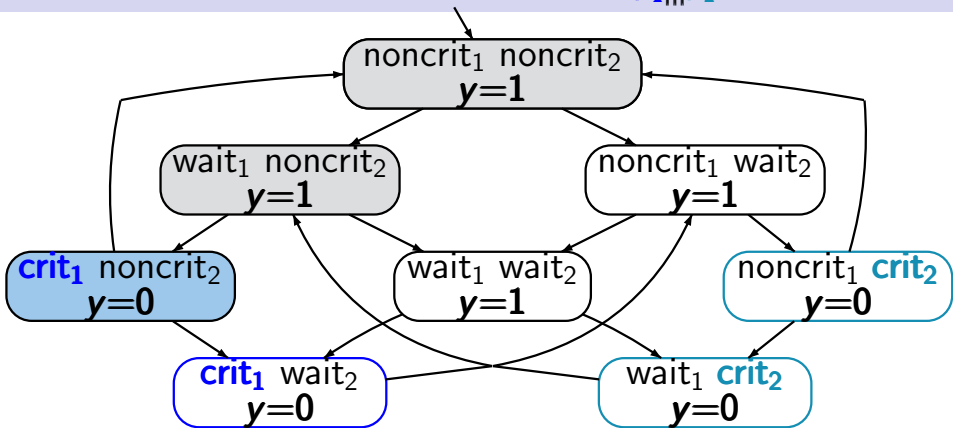 noncrit₁ noncrit₂
y=1
wait₁ noncrit₂
y=1
noncrit₁ wait₂
y=1
crit₁ noncrit₂
y=0
wait₁ wait₂
y=1
noncrit₁ crit₂
y=0
crit₁ wait₂
y=0
wait₁ crit₂
y=0